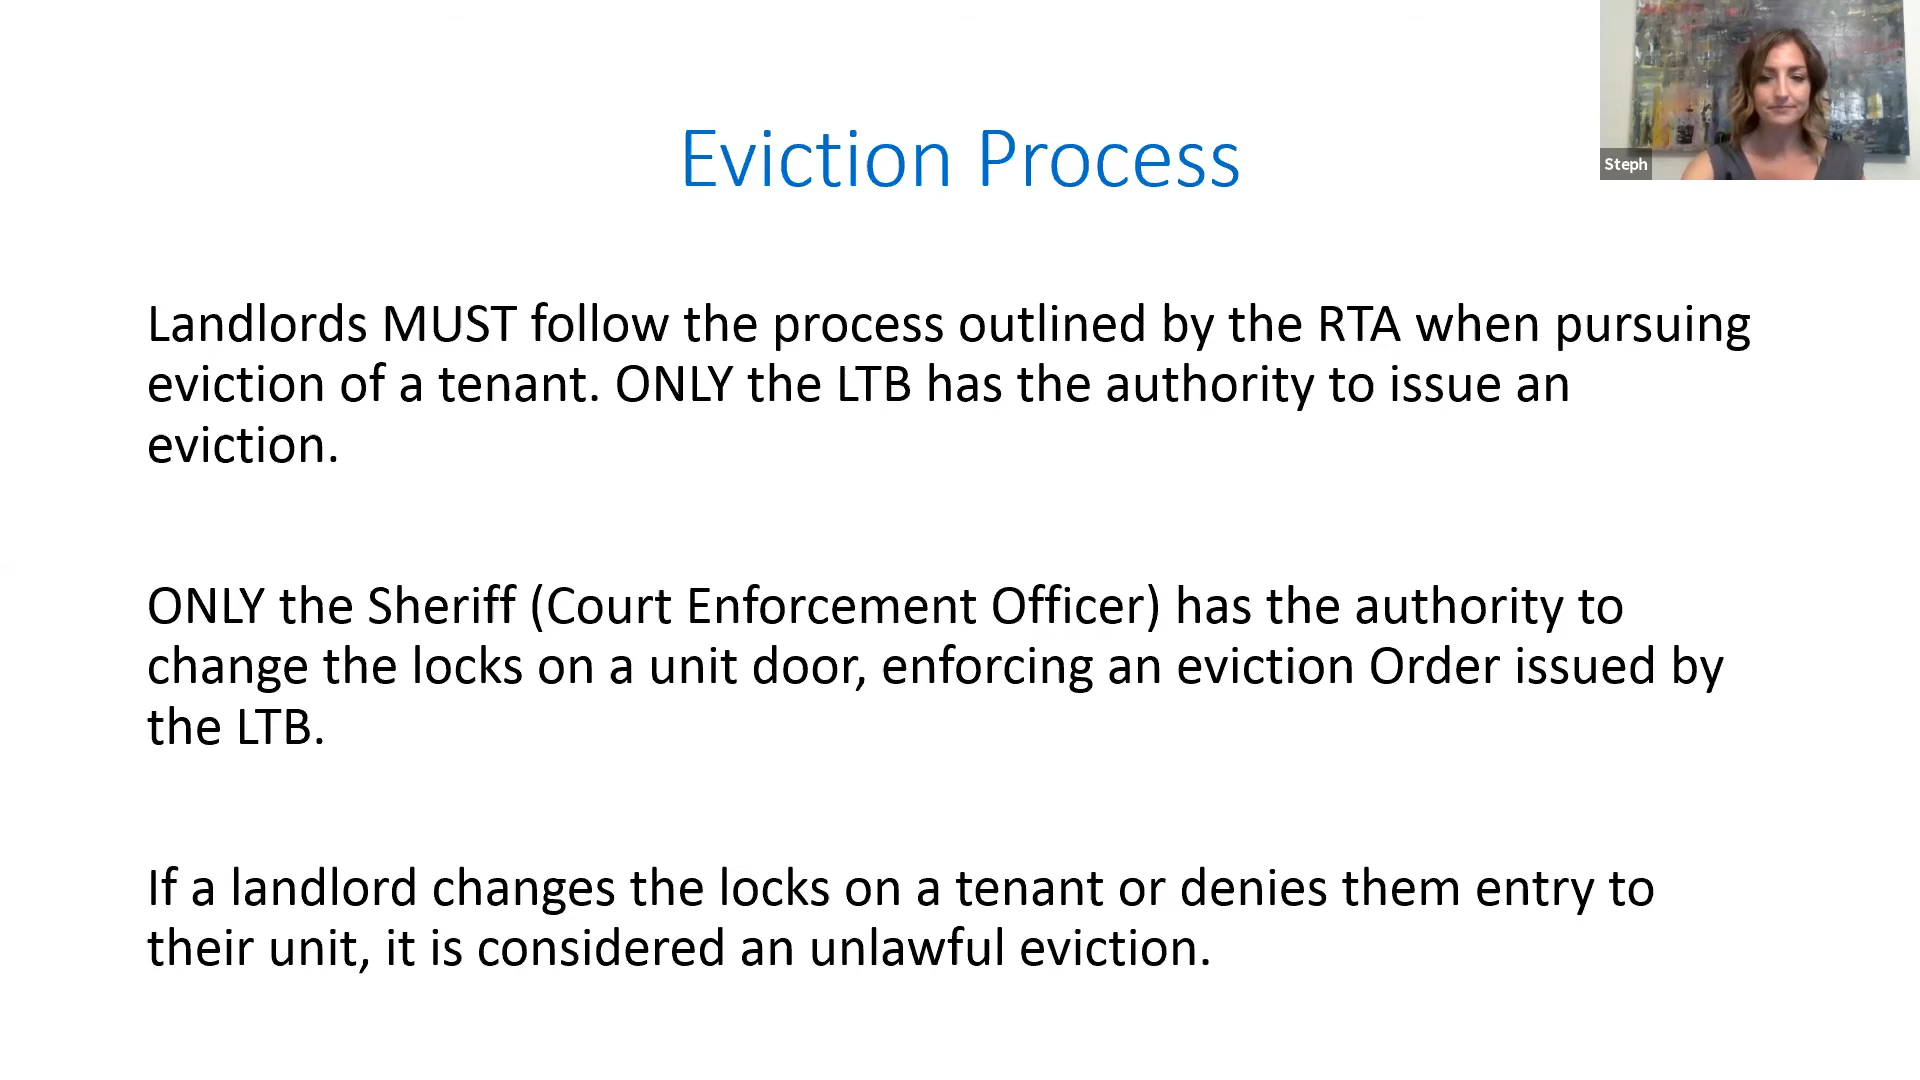 Eviction Process
Steph
Landlords MUST follow the process outlined by the RTA when pursuing
eviction of a tenant. ONLY the LTB has the authority to issue an
eviction.
ONLY the Sheriff (Court Enforcement Officer) has the authority to
change the locks on a unit door, enforcing an eviction Order issued by
the LTB.
If a landlord changes the locks on a tenant or denies them entry to
their unit, it is considered an unlawful eviction.